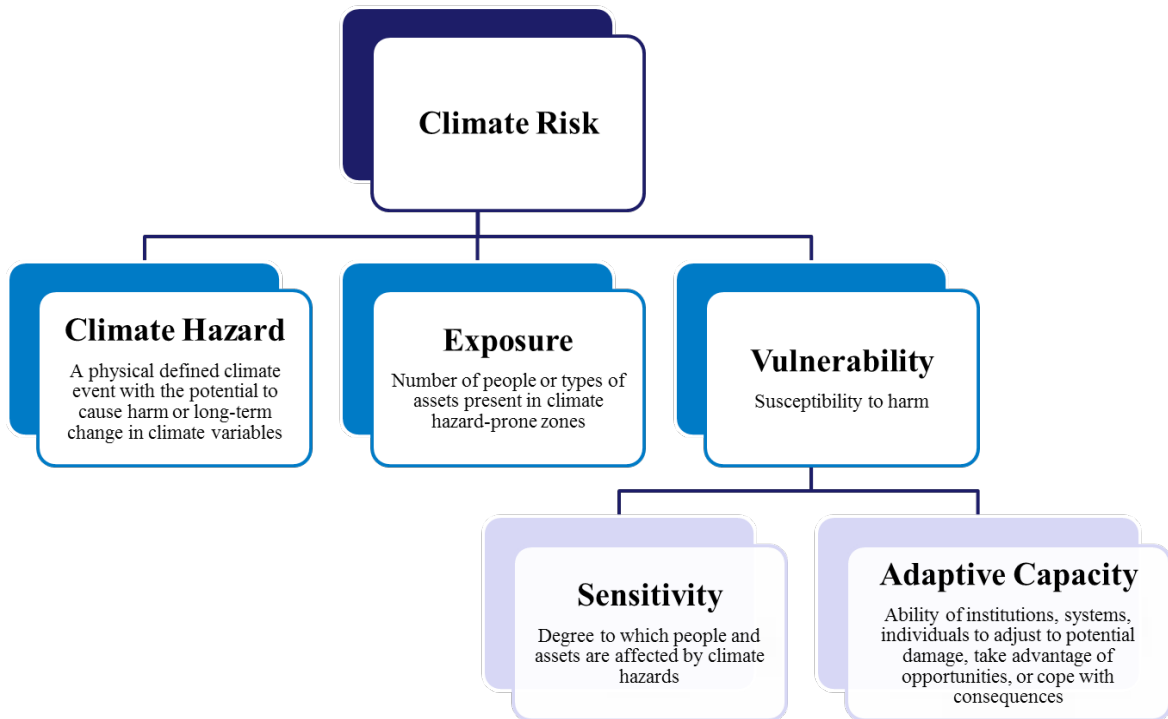 Climate Risk
Climate Hazard
A physical defined climate
event with the potential to
cause harm or long-term
change in climate variables
Exposure
Number of people or types of
assets present in climate
hazard-prone zones
Vulnerability
Susceptibility to harm
Sensitivity
Degree to which people and
assets are affected by climate
hazards
Adaptive Capacity
Ability of institutions, systems,
individuals to adjust to potential
damage, take advantage of
opportunities, or cope with
consequences